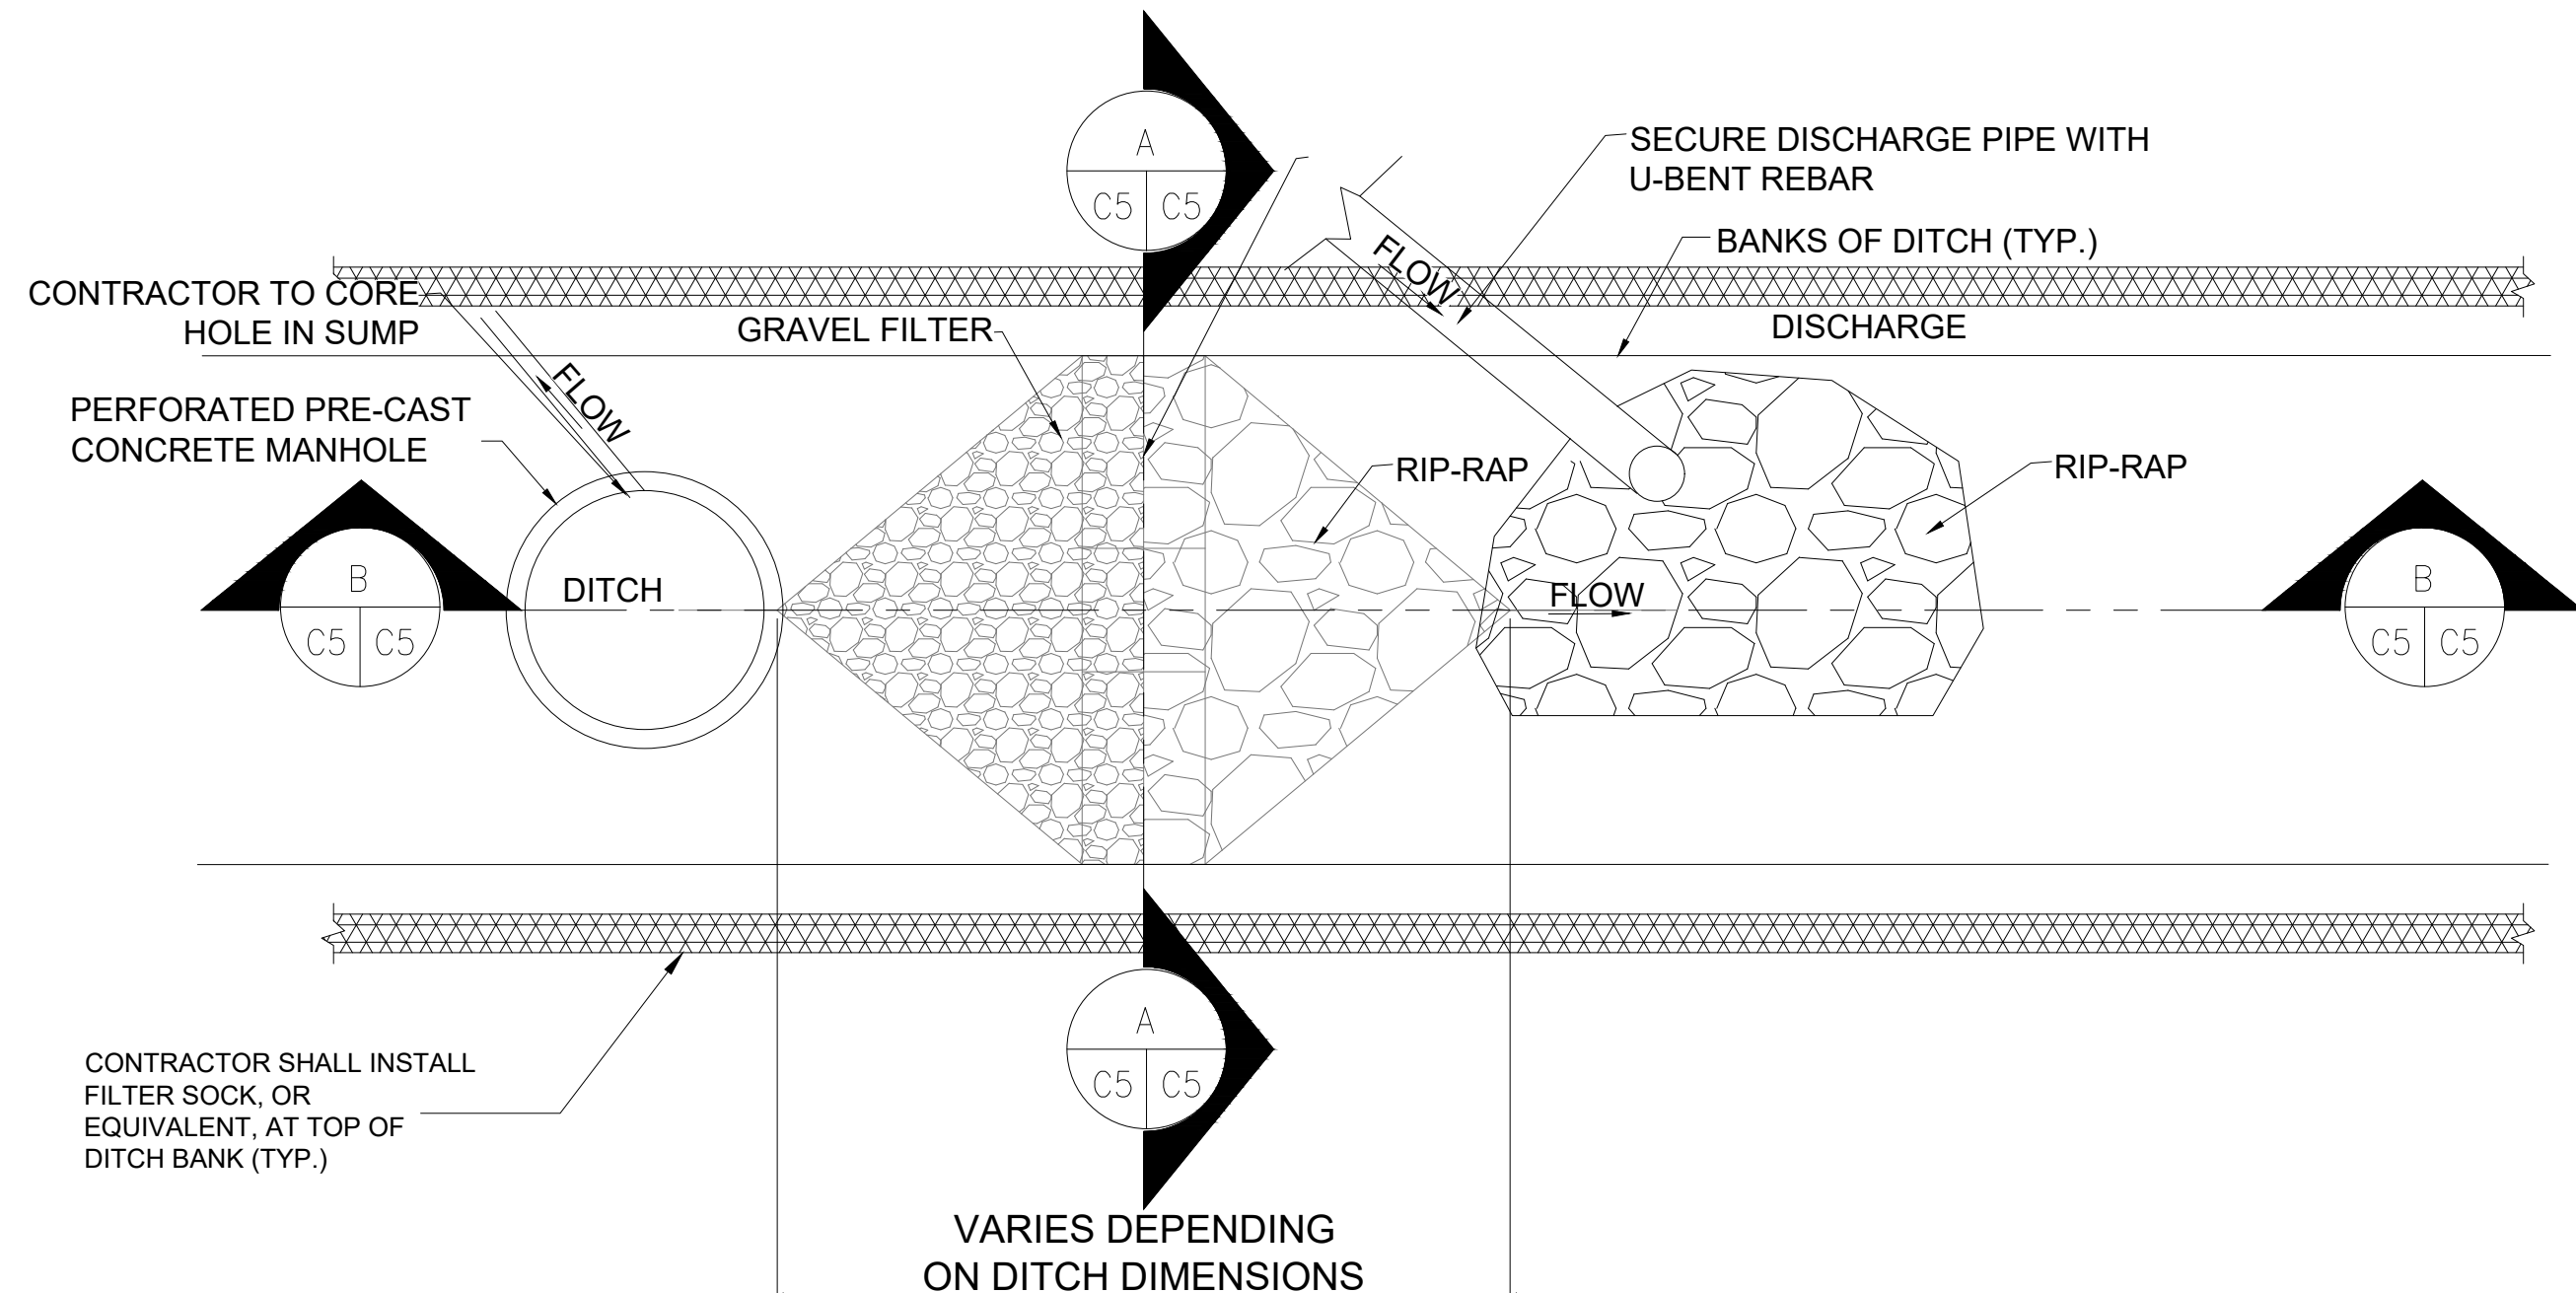 A
C5 C5
SECURE DISCHARGE PIPE WITH
U-BENT REBAR
BANKS OF DITCH (TYP.)
FLOW
CONTRACTOR TO CORE
HOLE IN SUMP
GRAVEL FILTER
DISCHARGE
FLOW
PERFORATED PRE-CAST
CONCRETE MANHOLE
RIP-RAP
RIP-RAP
B
C5 C5
DITCH
FLOW
B
C5 C5
A
C5 C5
CONTRACTOR SHALL INSTALL
FILTER SOCK, OR
EQUIVALENT, AT TOP OF
DITCH BANK (TYP.)
VARIES DEPENDING
ON DITCH DIMENSIONS